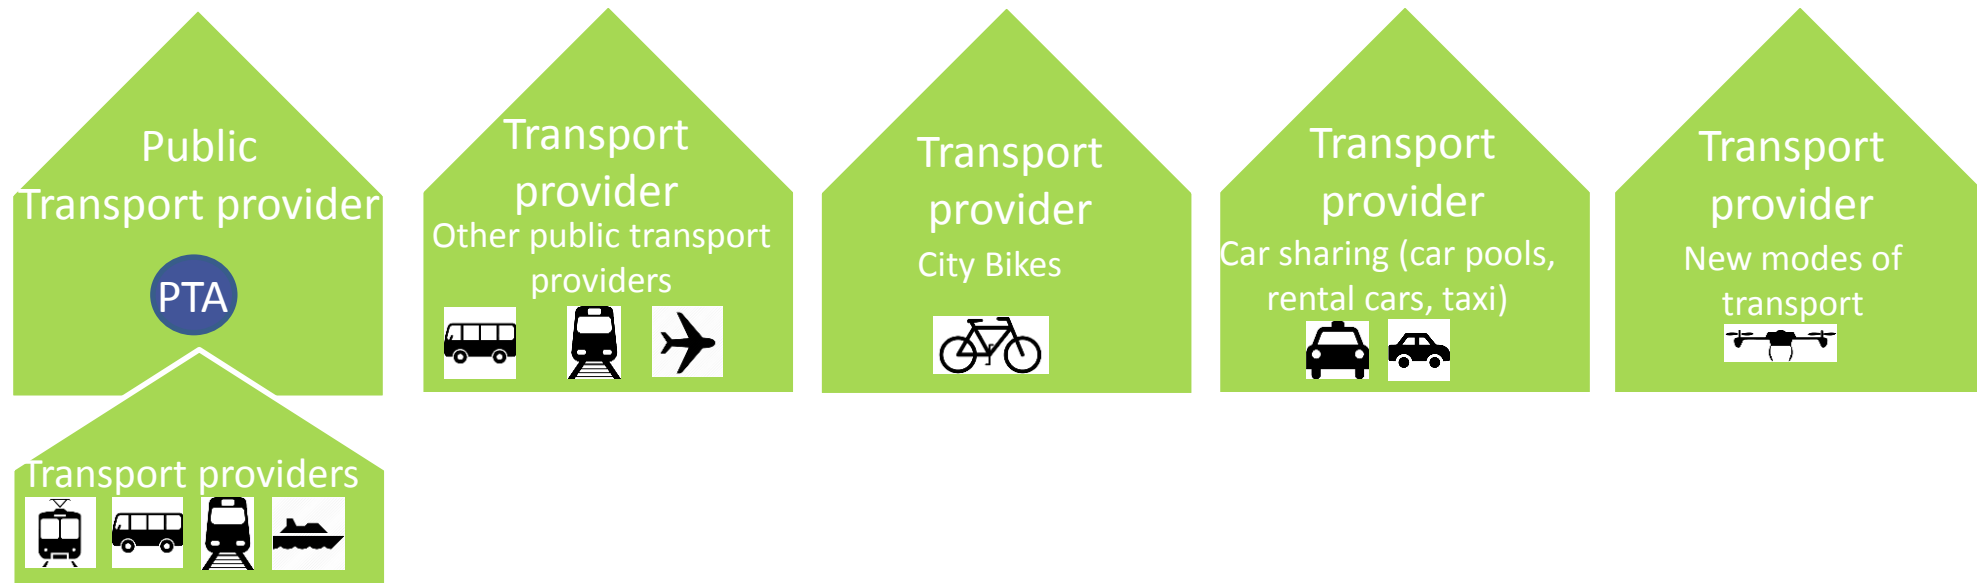 Public
Transport provider
PTA
Transport providers
Transport
provider
Other public transport
providers
Transport
provider
City Bikes
Transport
provider
Car sharing (car pools,
rental cars, taxi)
Transport
provider
New modes of
transport